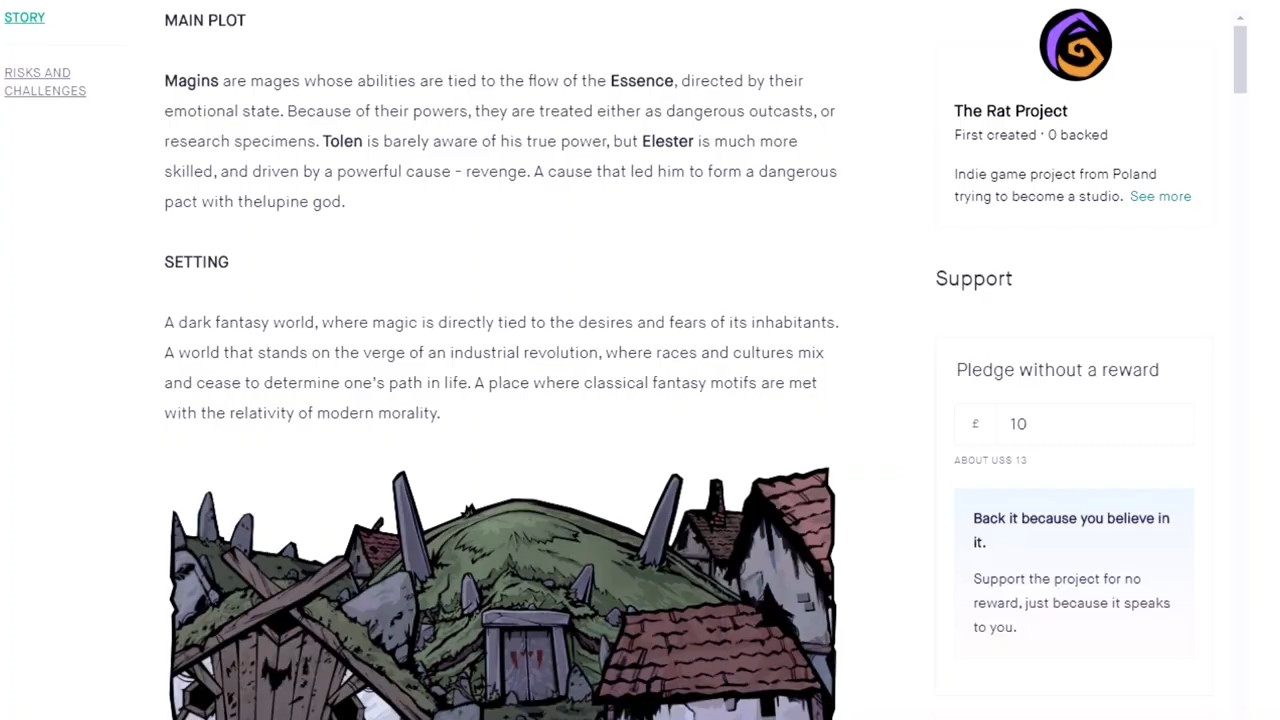 STORY
RISKS AND
CHALLENGES
MAIN PLOT
Magins are mages whose abilities are tied to the flow of the Essence, directed by their
emotional state. Because of their powers, they are treated either as dangerous outcasts, or
research specimens. Tolen is barely aware of his true power, but Elester is much more
skilled, and driven by a powerful cause - revenge. A cause that led him to form a dangerous
pact with thelupine god.
SETTING
A dark fantasy world, where magic is directly tied to the desires and fears of its inhabitants.
A world that stands on the verge of an industrial revolution, where races and cultures mix
and cease to determine one's path in life. A place where classical fantasy motifs are met
with the relativity of modern morality.
The Rat Project
First created · 0 backed
Indie game project from Poland
trying to become a studio. See more
Support
Pledge without a reward
£ 10
ABOUT US$ 13
Back it because you believe in
it.
Support the project for no
reward, just because it speaks
to you.